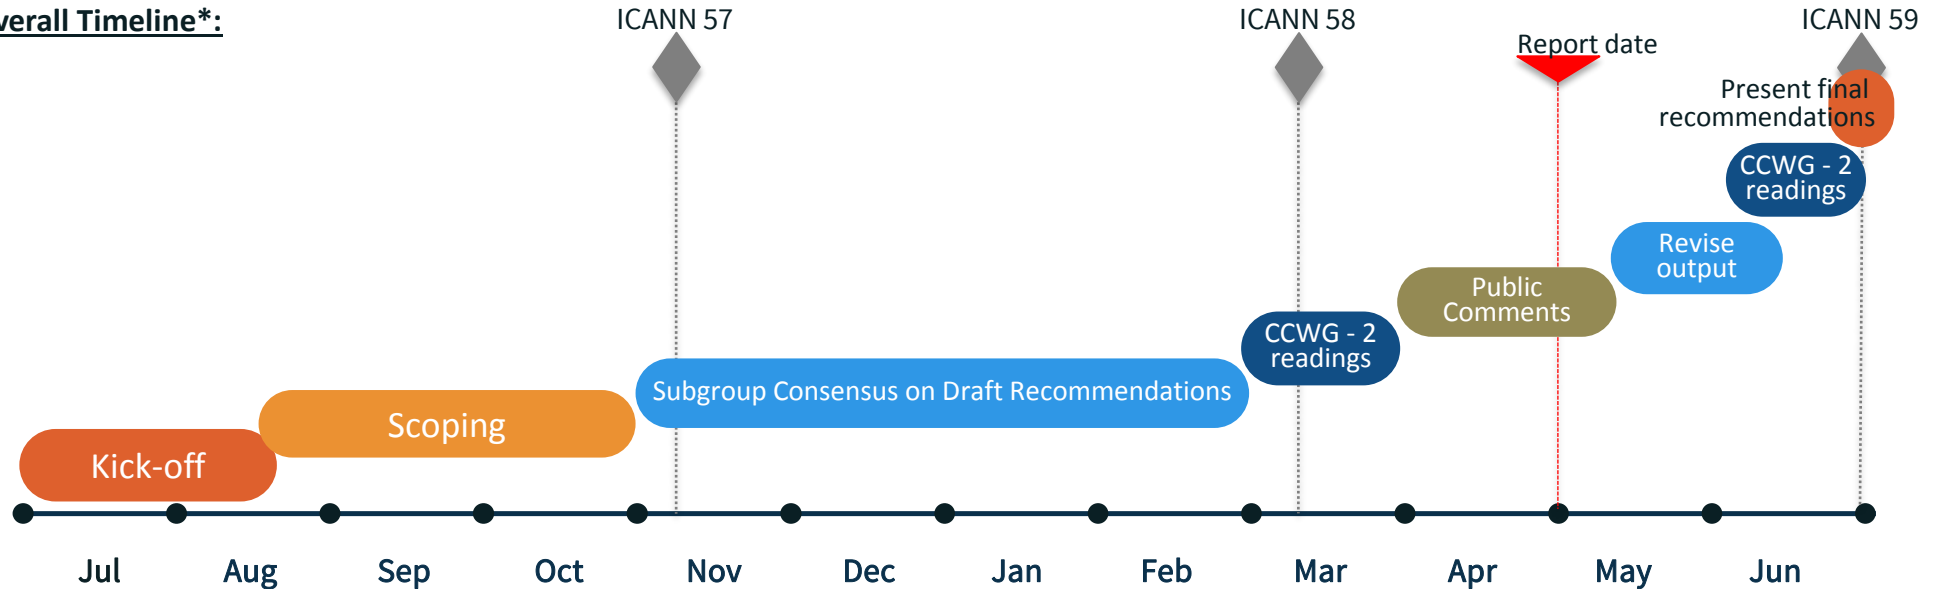 verall Timeline*:
ICANN 57
ICANN 58
ICANN 59
Report date
Present final
recommendations
CCWG - 2
readings
Revise
output
Public
Comments
CCWG - 2
readings
Subgroup Consensus on Draft Recommendations
Scoping
Kick-off
Jul
Aug
Sep
Oct
Nov
Dec
Jan
Feb
Mar
Apr
May
Jun